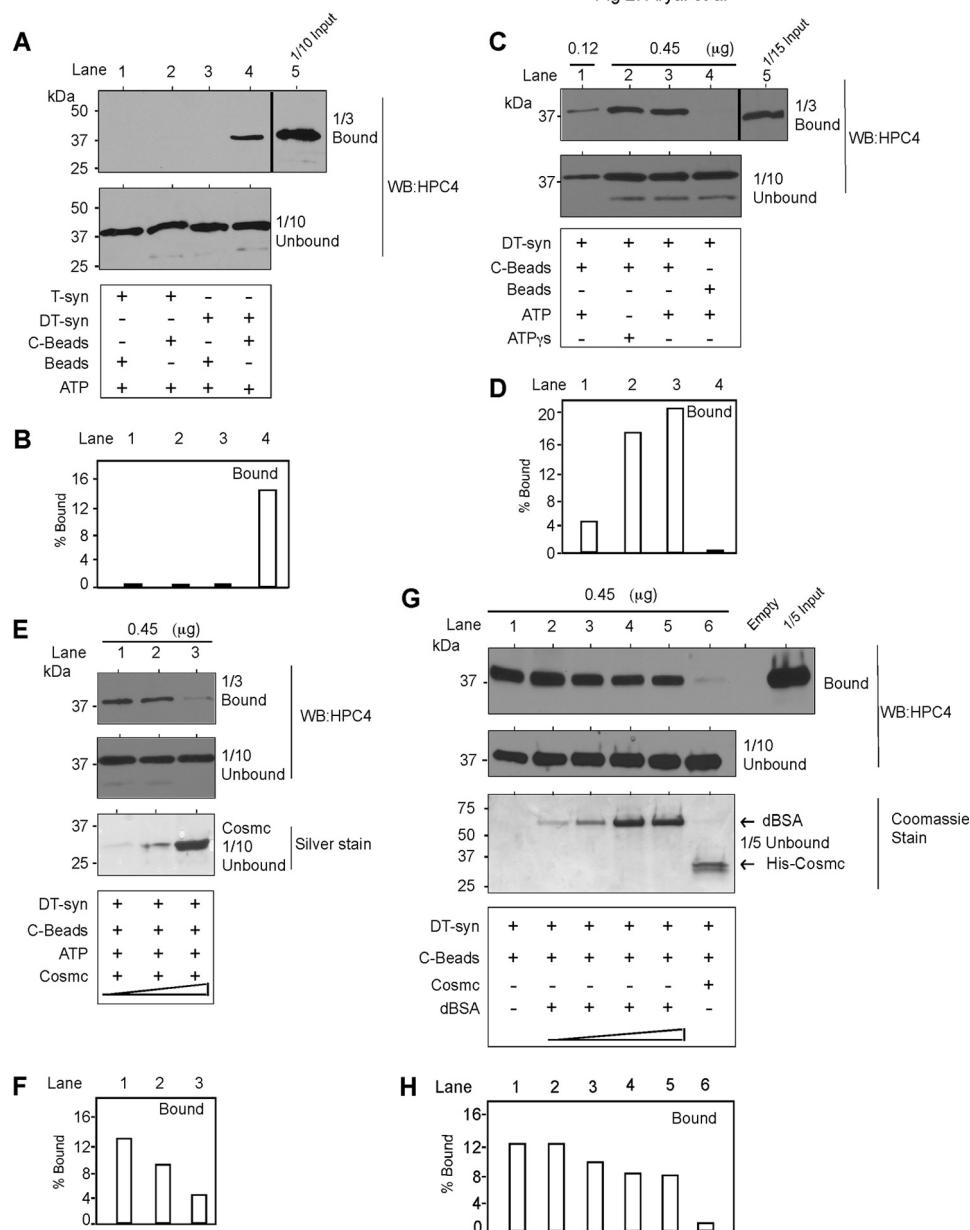 A
1/10 Input
Lane 1 2 3 4 5
kDa
50
37
25
1/3
Bound
50
37
25
1/10
Unbound
WB:HPC4
T-syn + + - -
DT-syn - - + +
C-Beads - + - +
Beads + - + -
ATP + + + +
B
Lane 1 2 3 4
Bound
% Bound
16
12
8
4
0
C
0.12 0.45 (μg)
1/15 Input
Lane 1 2 3 4 5
kDa
37
1/3
Bound
37
1/10
Unbound
WB:HPC4
DT-syn + + + +
C-Beads + + + -
Beads - - - +
ATP + - + +
ATPγs - + - -
D
Lane 1 2 3 4
Bound
% Bound
20
16
12
8
4
0
E
0.45 (μg)
Lane 1 2 3
kDa
37
1/3
Bound
37
1/10
Unbound
WB:HPC4
37
25
Cosmc
1/10
Unbound
Silver stain
DT-syn + + +
C-Beads + + +
ATP + + +
Cosmc + + +
F
Lane 1 2 3
Bound
% Bound
16
12
8
4
0
G
0.45 (μg)
Empty
1/5 Input
Lane 1 2 3 4 5 6
kDa
37
Bound
37
1/10
Unbound
WB:HPC4
75
50
37
25
← dBSA
1/5 Unbound
← His-Cosmc
Coomassie
Stain
DT-syn + + + + + +
C-Beads + + + + + +
Cosmc - - - - - +
dBSA - + + + + -
H
Lane 1 2 3 4 5 6
Bound
% Bound
16
12
8
4
0